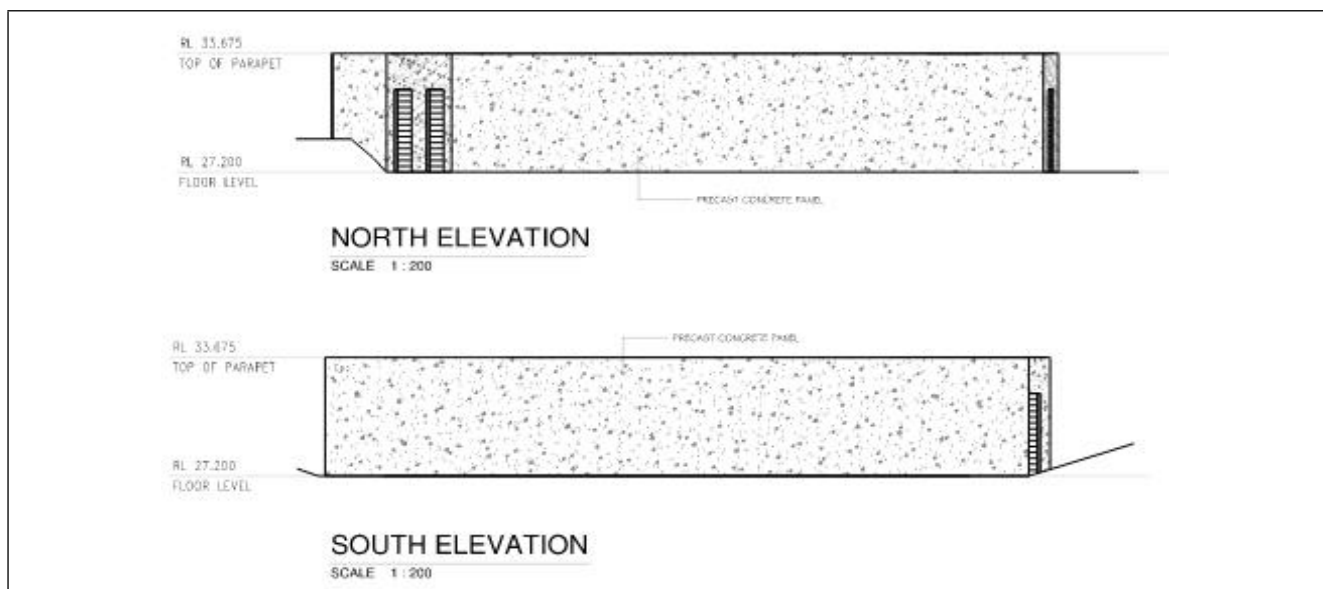 RL 33.675
TOP OF PARAPET
RL 27.200
FLOOR LEVEL
PRECAST CONCRETE PANEL
NORTH ELEVATION
SCALE 1 : 200
PRECAST CONCRETE PANEL
RL 33.675
TOP OF PARAPET
RL 27.200
FLOOR LEVEL
SOUTH ELEVATION
SCALE 1 : 200